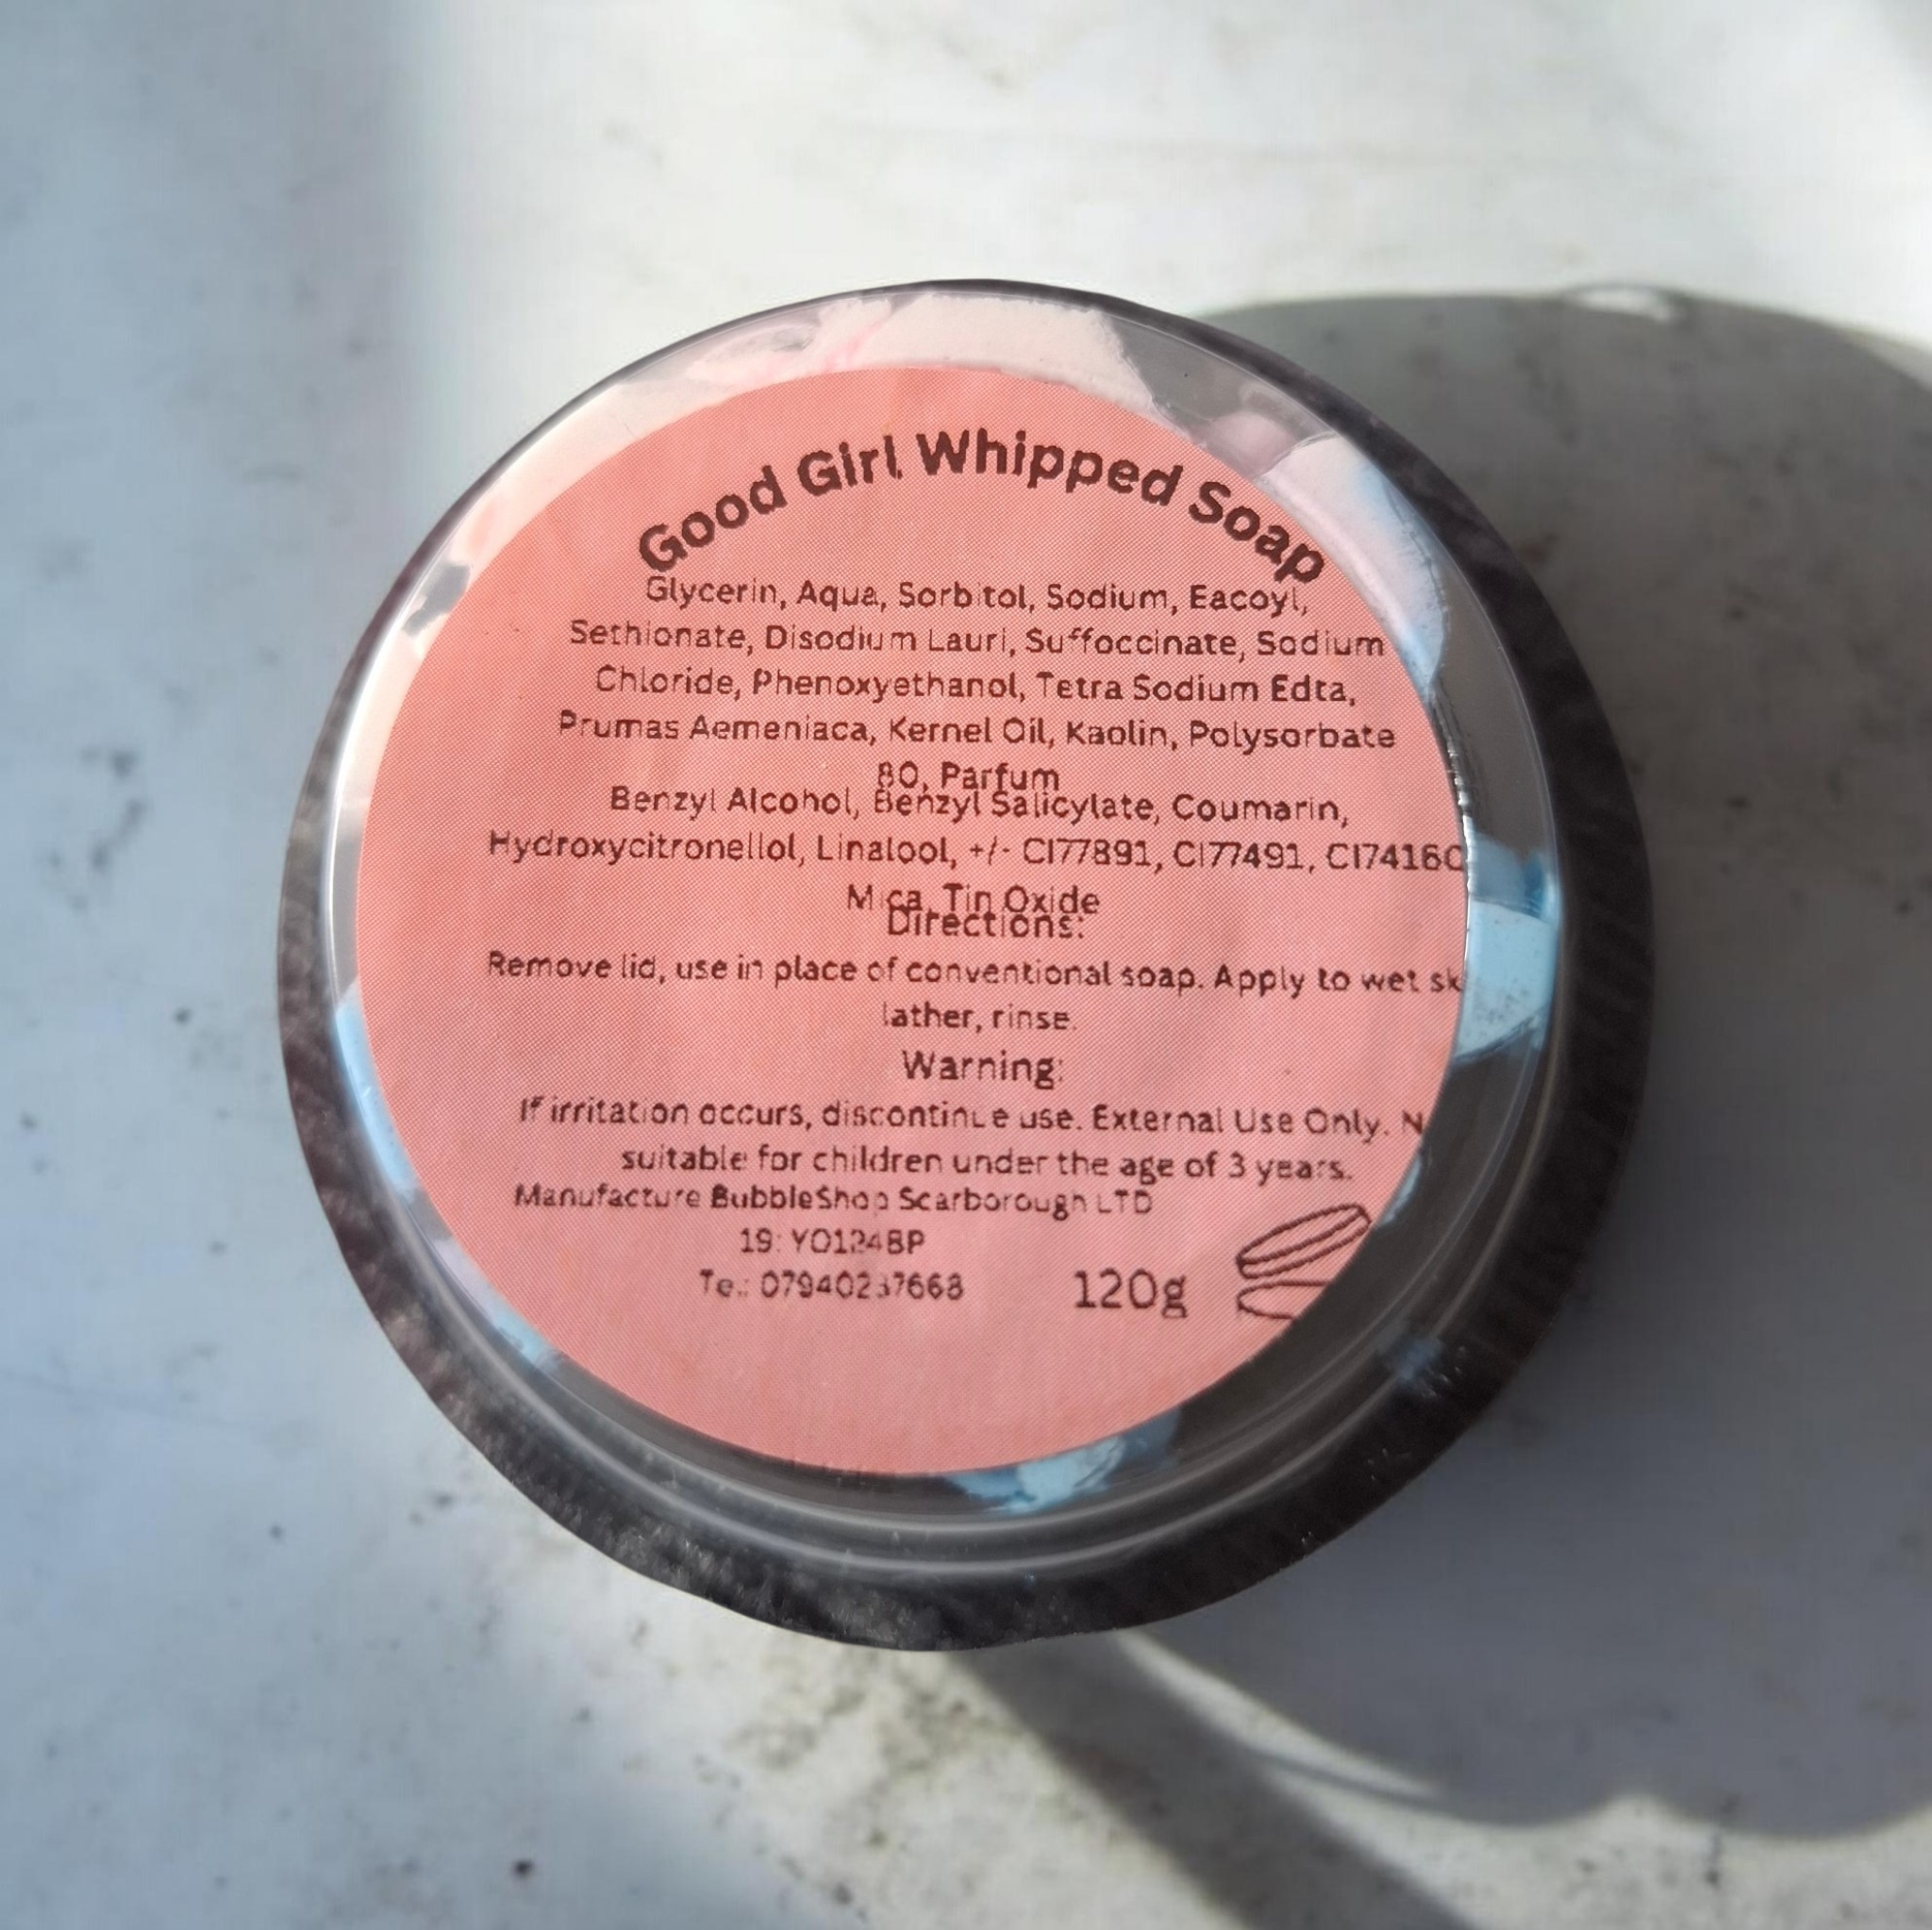 Good Girl Whipped Soap
Glycerin, Aqua, Sorbitol, Sodium, Eacoyl,
Sethionate, Disodium Lauri, Suffoccinate, Sodium
Chloride, Phenoxyethanol, Tetra Sodium Edta,
Prumas Aemeniaca, Kernel Oil, Kaolin, Polysorbate
80, Parfum
Benzyl Alcohol, Benzyl Salicylate, Coumarin,
Hydroxycitronellol, Linalool, +/- CI77891, CI77491, CI74160
Mica, Tin Oxide
Directions:
Remove lid, use in place of conventional soap. Apply to wet sk
lather, rinse.
Warning:
If irritation occurs, discontinue use. External Use Only. N
suitable for children under the age of 3 years.
Manufacture BubbleShop Scarborough LTD
19: YO124BP
Tel: 
120g